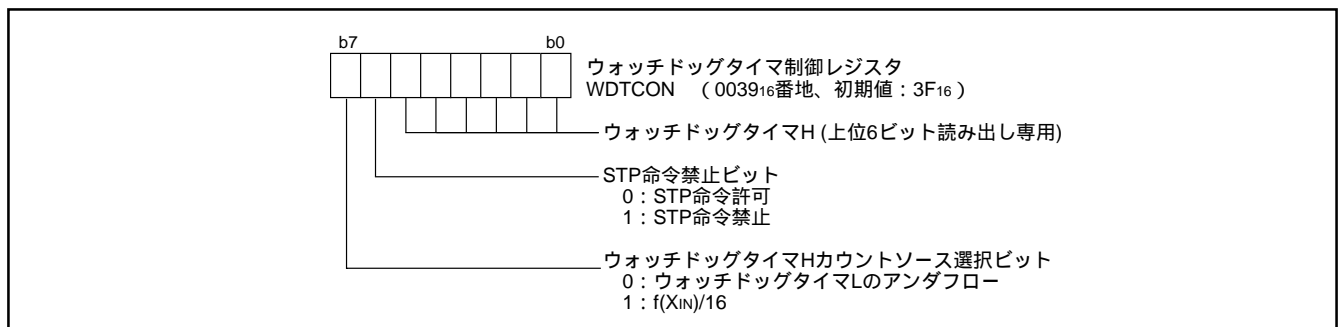 b7 b0
ウォッチドッグタイマ制御レジスタ
WDTCON （003916番地、初期値：3F16）
ウォッチドッグタイマH (上位6ビット読み出し専用)
STP命令禁止ビット
0：STP命令許可
1：STP命令禁止
ウォッチドッグタイマHカウントソース選択ビット
0：ウォッチドッグタイマLのアンダフロー
1：f(XIN)/16